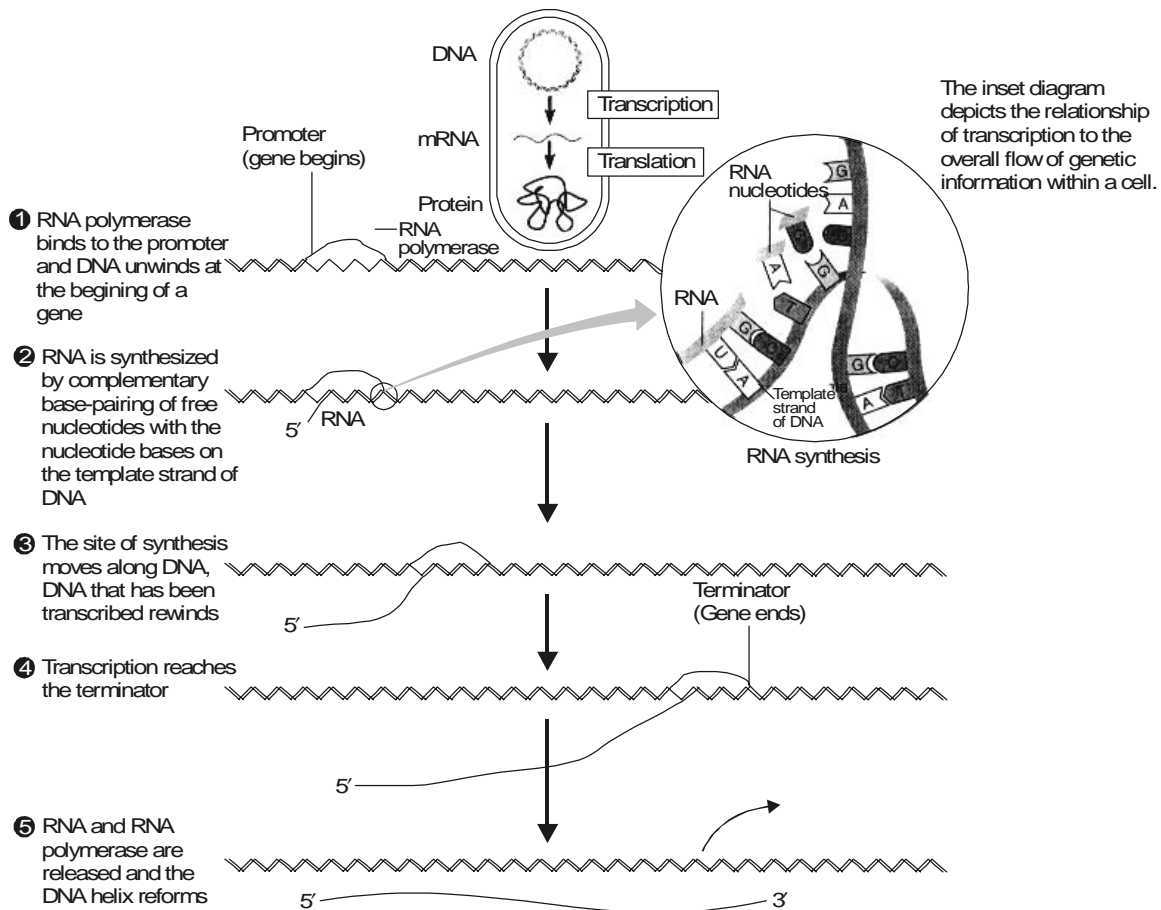 DNA
Transcription
mRNA
Translation
Protein
The inset diagram
depicts the relationship
of transcription to the
overall flow of genetic
information within a cell.
Promoter
(gene begins)
RNA
polymerase
❶ RNA polymerase
binds to the promoter
and DNA unwinds at
the begining of a
gene
RNA
nucleotides
G
A
G
A
T
RNA
G
U
A
Template
strand
of DNA
G
A
RNA synthesis
❷ RNA is synthesized
by complementary
base-pairing of free
nucleotides with the
nucleotide bases on
the template strand of
DNA
5′
RNA
❸ The site of synthesis
moves along DNA,
DNA that has been
transcribed rewinds
5′
Terminator
(Gene ends)
❹ Transcription reaches
the terminator
5′
❺ RNA and RNA
polymerase are
released and the
DNA helix reforms
5′
3′